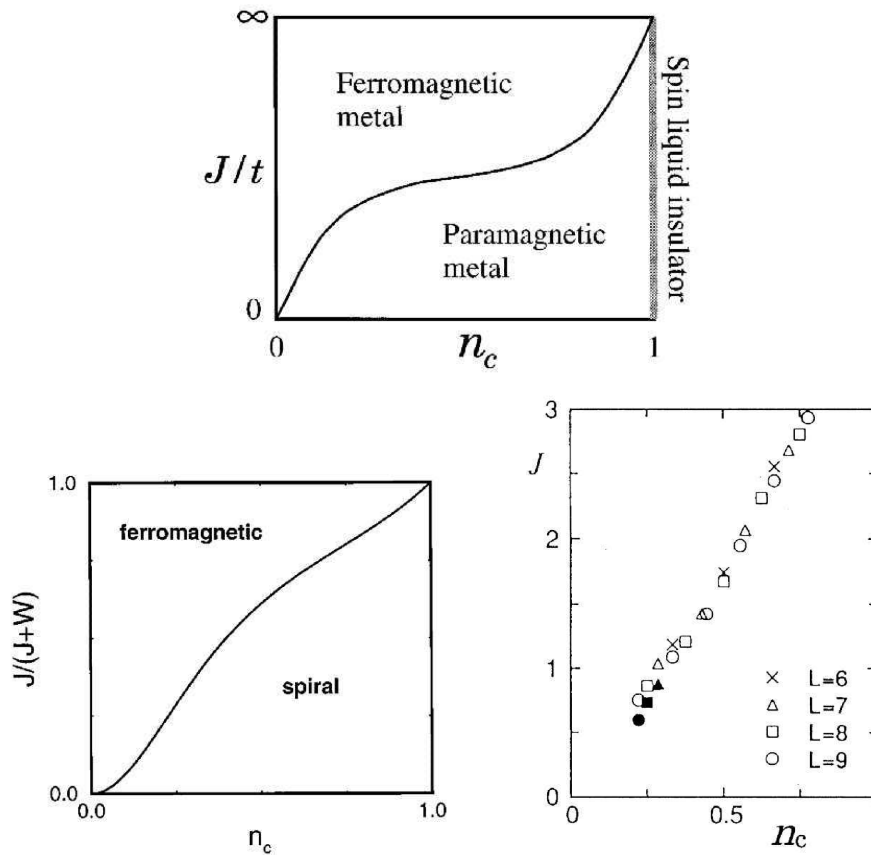 ∞
Ferromagnetic
metal
J/t
Paramagnetic
metal
0
0
n_c
1
Spin liquid insulator
1.0
ferromagnetic
J/(J+W)
spiral
0.0
0.0
1.0
n_c
3
J
2
1
× L=6
△ L=7
□ L=8
○ L=9
0
0
0.5
n_c